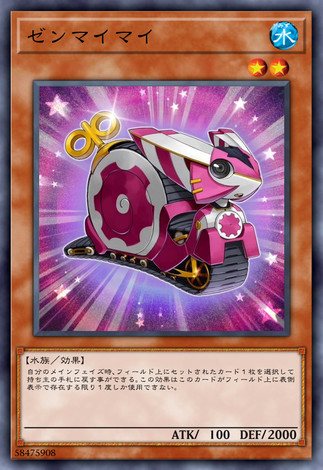 ゼンマイマイ
水
【水族／効果】
自分のメインフェイズ時、フィールド上にセットされたカード１枚を選択して
持ち主の手札に戻す事ができる。この効果はこのカードがフィールド上に表側
表示で存在する限り１度しか使用できない。
ATK/ 100 DEF/2000
58475908